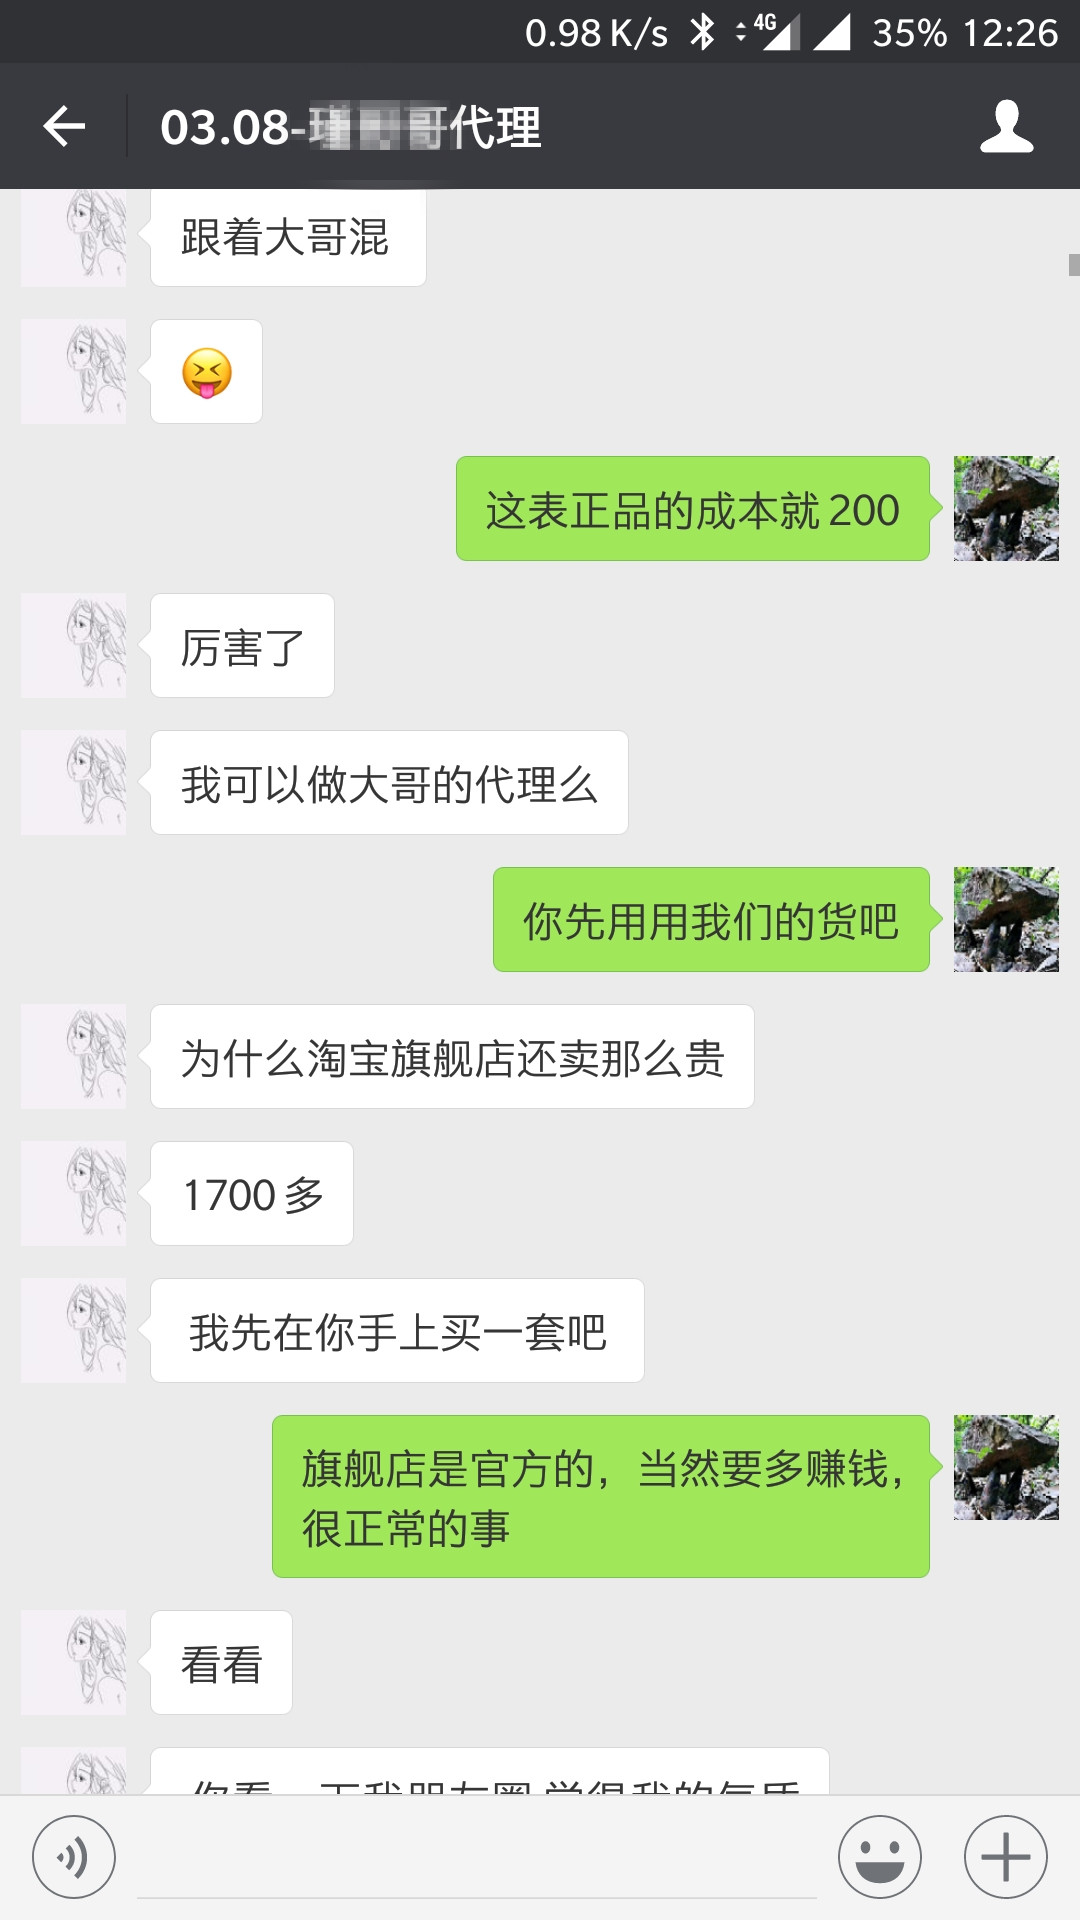 0.98 K/s 4G 35% 12:26
03.08-瑾哥代理
跟着大哥混
这表正品的成本就 200
厉害了
我可以做大哥的代理么
你先用用我们的货吧
为什么淘宝旗舰店还卖那么贵
1700 多
我先在你手上买一套吧
旗舰店是官方的，当然要多赚钱，
很正常的事
看看